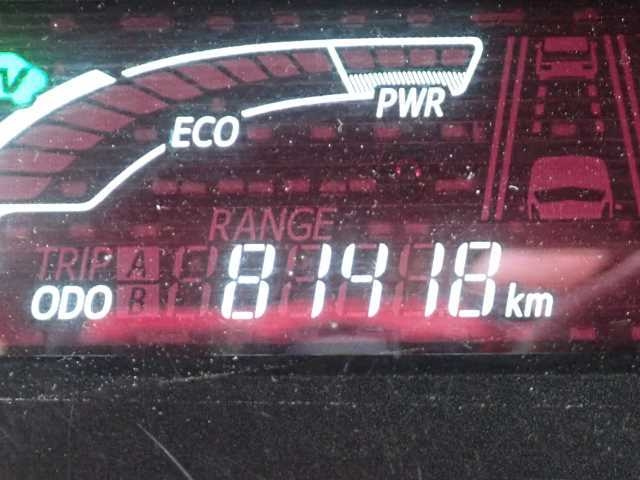 V
PWR
ECO
RANGE
TRIP A
ODO B 81418 km